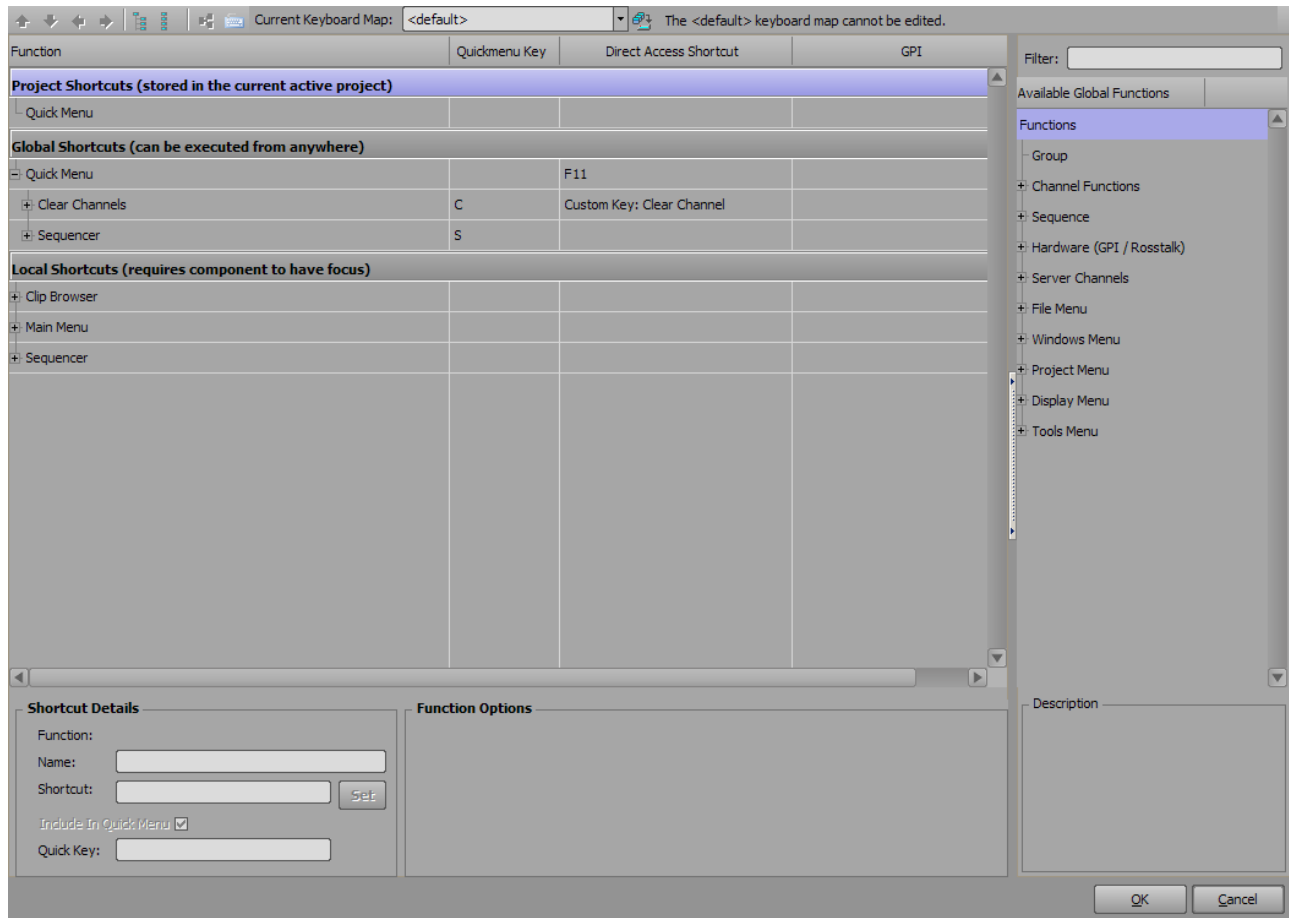 Current Keyboard Map: <default> The <default> keyboard map cannot be edited.
Function Quickmenu Key Direct Access Shortcut GPI
Project Shortcuts (stored in the current active project)
Quick Menu
Global Shortcuts (can be executed from anywhere)
Quick Menu F11
Clear Channels C Custom Key: Clear Channel
Sequencer S
Local Shortcuts (requires component to have focus)
Clip Browser
Main Menu
Sequencer
Filter:
Available Global Functions
Functions
Group
Channel Functions
Sequence
Hardware (GPI / Rosstalk)
Server Channels
File Menu
Windows Menu
Project Menu
Display Menu
Tools Menu
Shortcut Details
Function:
Name:
Shortcut: Set
Include In Quick Menu
Quick Key:
Function Options
Description
OK Cancel